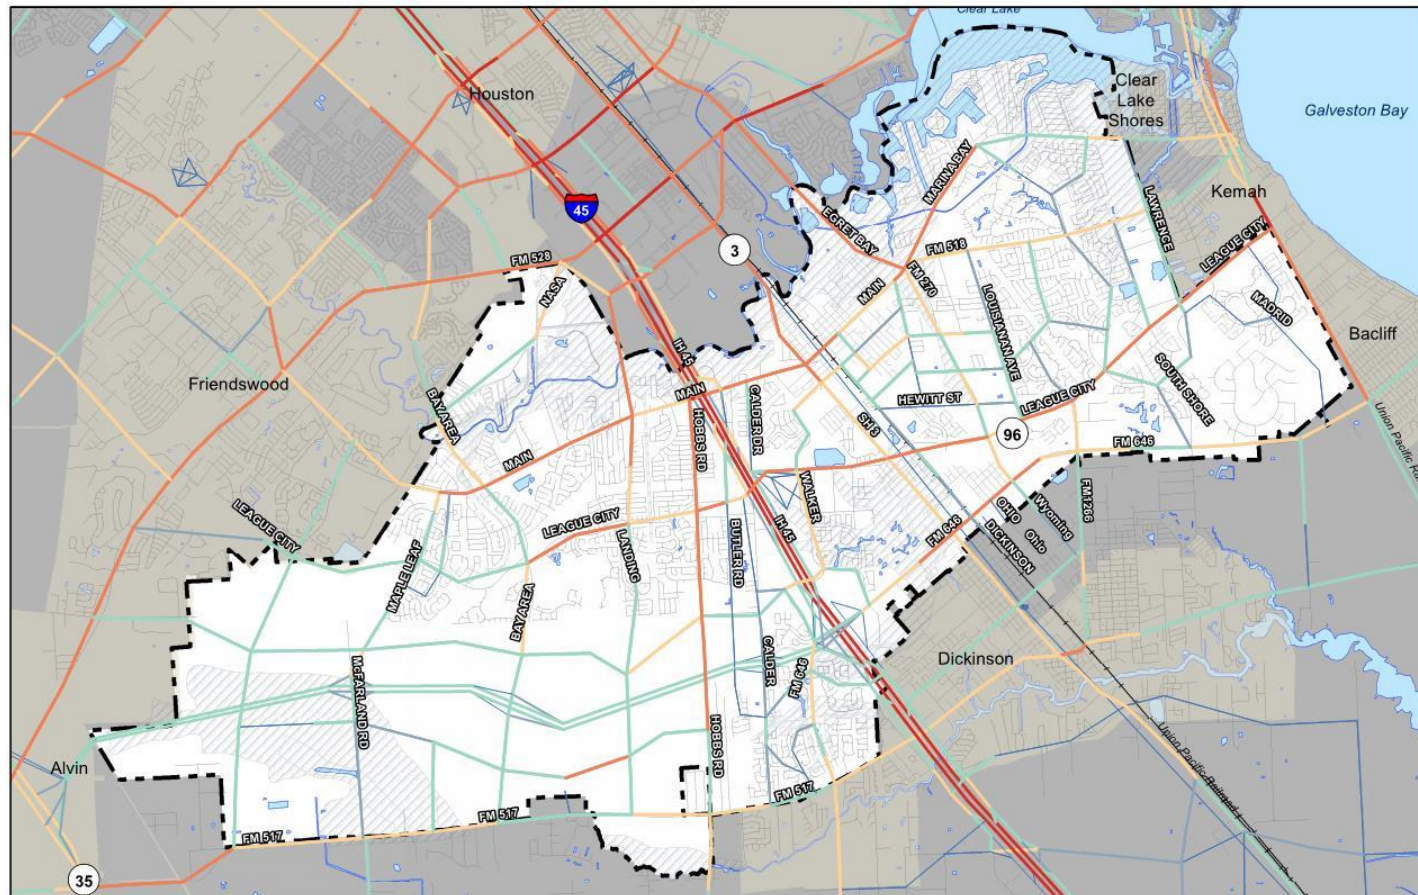 Clear Lake
Houston
Clear
Lake
Shores
Galveston Bay
45
3
MARINA BAY
EGRET BAY
LAWRENCE
Kemah
FM 528
NASA
FM 518
LEAGUE CITY
MAIN
FM 270
LOUISIANAN AVE
MADRID
Bacliff
Friendswood
IH 45
BAY AREA
MAIN
CALDER DR
HEWITT ST
LEAGUE CITY
SOUTH SHORE
HOBBS RD
SH 3
96
Union Pacific
MAIN
FM 646
LEAGUE CITY
LEAGUE CITY
WALKER
FM 1266
Wyoming
OHIO
Ohio
LANDING
BUTLER RD
IH 45
FM 646
DICKINSON
MAPLE LEAF
BAY AREA
Dickinson
MCFARLAND RD
CALDER
FM 646
HOBBS RD
Alvin
Union Pacific Railroad
FM 517
FM 517
FM 517
35